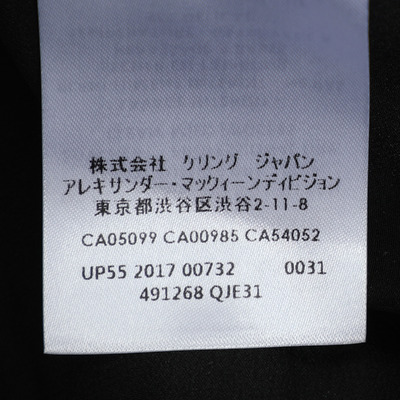 株式会社 ケリング ジャパン
アレキサンダー・マックィーンディビジョン
東京都渋谷区渋谷2-11-8
CA05099 CA00985 CA54052
UP55 2017 00732 0031
491268 QJE31